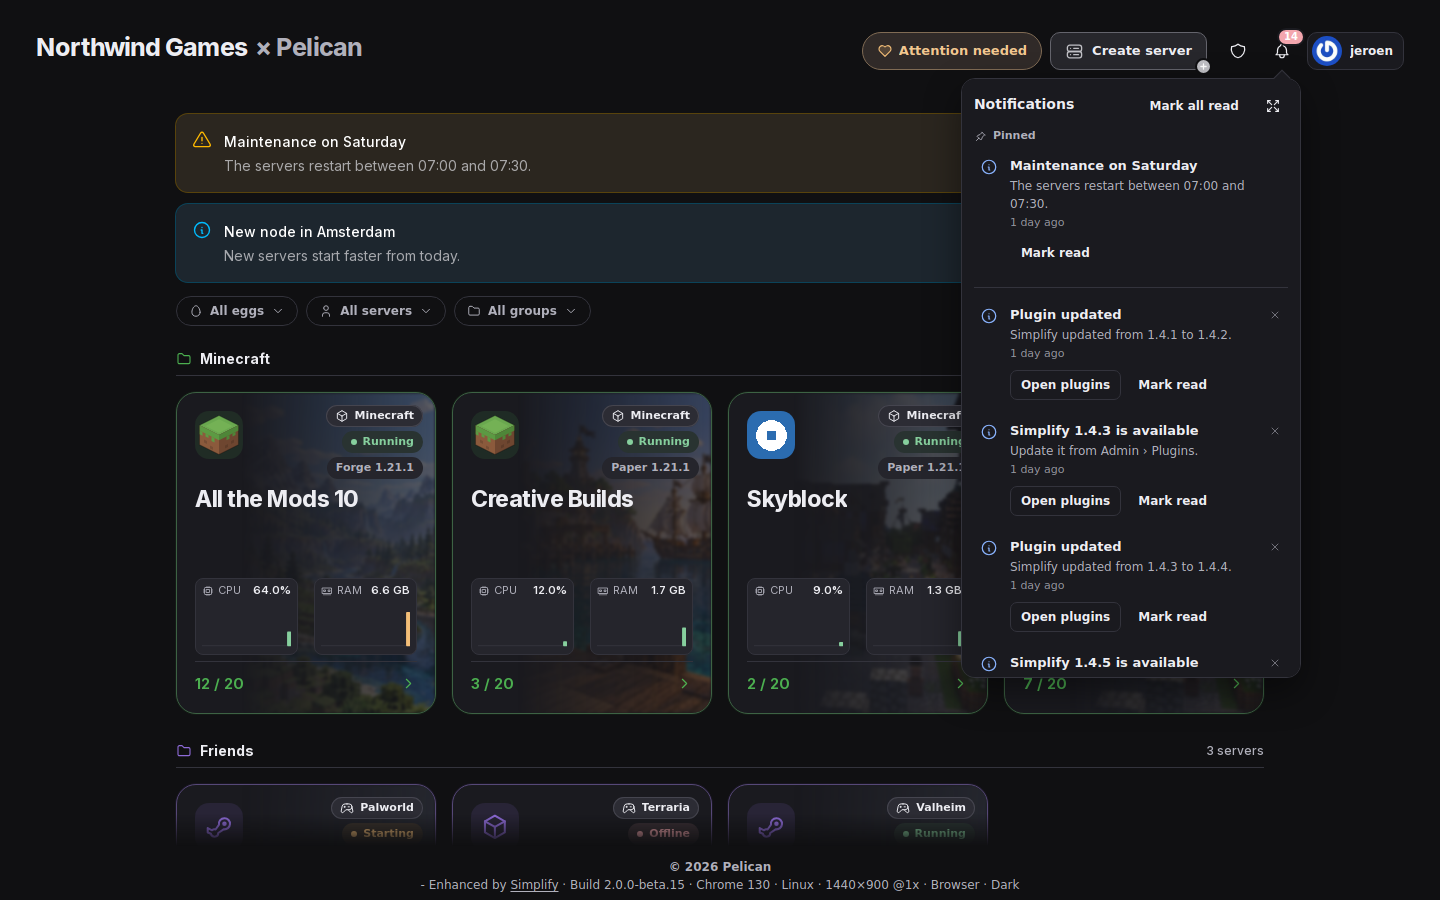 Northwind Games × Pelican
Attention needed
Create server
14
jeroen
Notifications
Mark all read
Pinned
Maintenance on Saturday
The servers restart between 07:00 and
07:30.
1 day ago
Mark read
Plugin updated
Simplify updated from 1.4.1 to 1.4.2.
1 day ago
Open plugins
Mark read
Simplify 1.4.3 is available
Update it from Admin › Plugins.
1 day ago
Open plugins
Mark read
Plugin updated
Simplify updated from 1.4.3 to 1.4.4.
1 day ago
Open plugins
Mark read
Simplify 1.4.5 is available
Maintenance on Saturday
The servers restart between 07:00 and 07:30.
New node in Amsterdam
New servers start faster from today.
All eggs
All servers
All groups
Minecraft
Minecraft
Running
Forge 1.21.1
All the Mods 10
CPU 64.0%
RAM 6.6 GB
12 / 20
Minecraft
Running
Paper 1.21.1
Creative Builds
CPU 12.0%
RAM 1.7 GB
3 / 20
Minecraf
Running
Paper 1.21.1
Skyblock
CPU 9.0%
RAM 1.3 GB
2 / 20
7 / 20
Friends
3 servers
Palworld
Starting
Terraria
Offline
Valheim
Running
© 2026 Pelican
- Enhanced by Simplify · Build 2.0.0-beta.15 · Chrome 130 · Linux · 1440×900 @1x · Browser · Dark